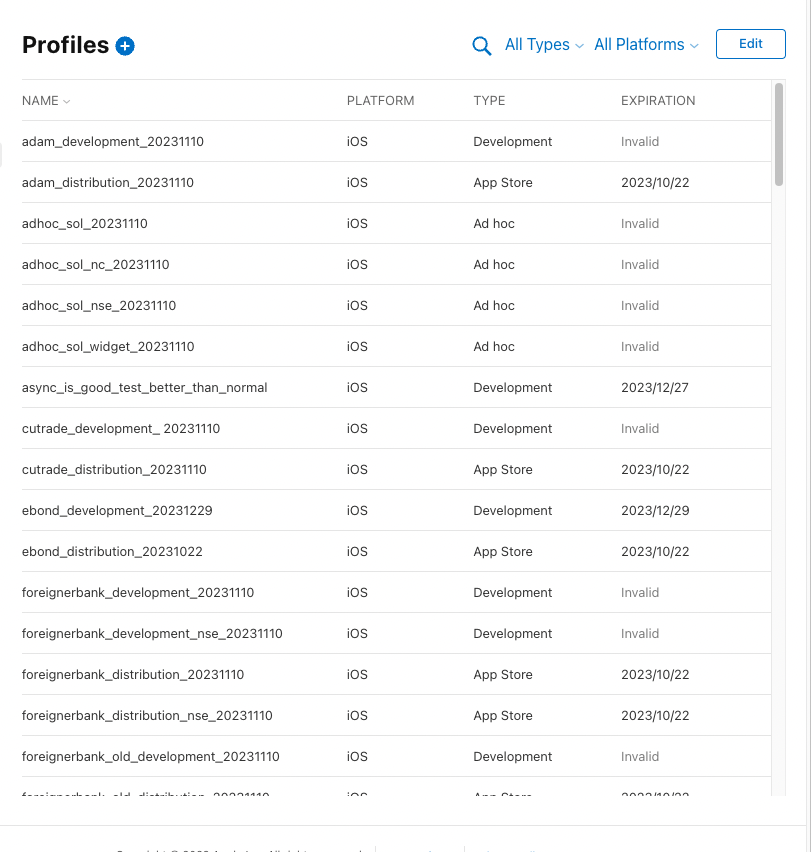 Profiles
All Types All Platforms Edit
NAME PLATFORM TYPE EXPIRATION
adam_development_20231110 iOS Development Invalid
adam_distribution_20231110 iOS App Store 2023/10/22
adhoc_sol_20231110 iOS Ad hoc Invalid
adhoc_sol_nc_20231110 iOS Ad hoc Invalid
adhoc_sol_nse_20231110 iOS Ad hoc Invalid
adhoc_sol_widget_20231110 iOS Ad hoc Invalid
async_is_good_test_better_than_normal iOS Development 2023/12/27
cutrade_development_ 20231110 iOS Development Invalid
cutrade_distribution_20231110 iOS App Store 2023/10/22
ebond_development_20231229 iOS Development 2023/12/29
ebond_distribution_20231022 iOS App Store 2023/10/22
foreignerbank_development_20231110 iOS Development Invalid
foreignerbank_development_nse_20231110 iOS Development Invalid
foreignerbank_distribution_20231110 iOS App Store 2023/10/22
foreignerbank_distribution_nse_20231110 iOS App Store 2023/10/22
foreignerbank_old_development_20231110 iOS Development Invalid
foreignerbank_old_distribution_20231110 iOS App Store 2023/10/22